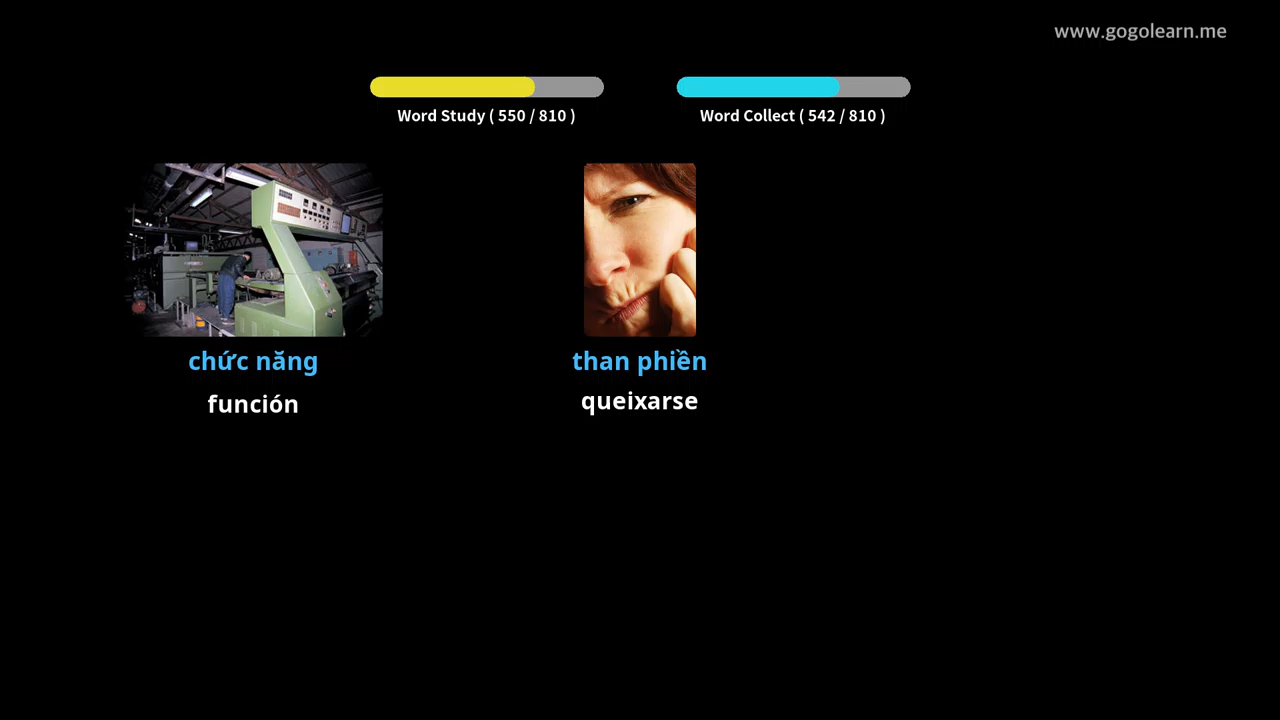 www.gogolearn.me
Word Study ( 550 / 810 )
Word Collect ( 542 / 810 )
chức năng
función
than phiền
queixarse